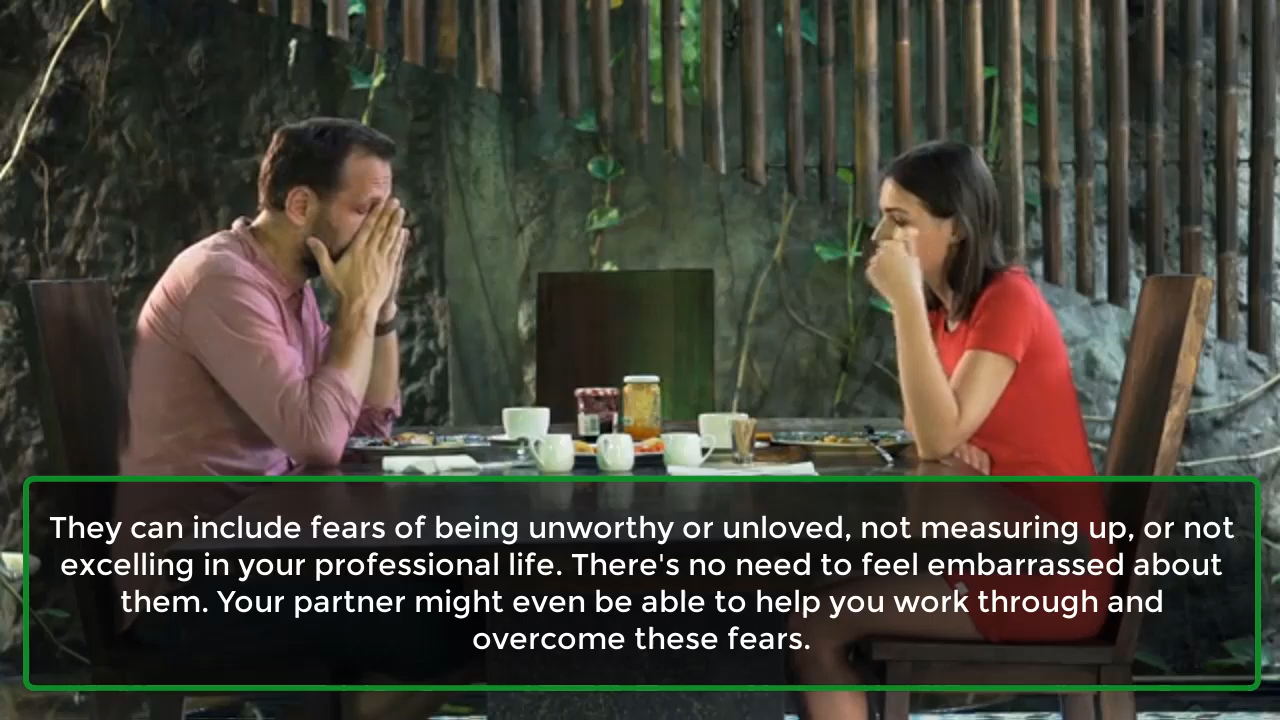 They can include fears of being unworthy or unloved, not measuring up, or not
excelling in your professional life. There's no need to feel embarrassed about
them. Your partner might even be able to help you work through and
overcome these fears.